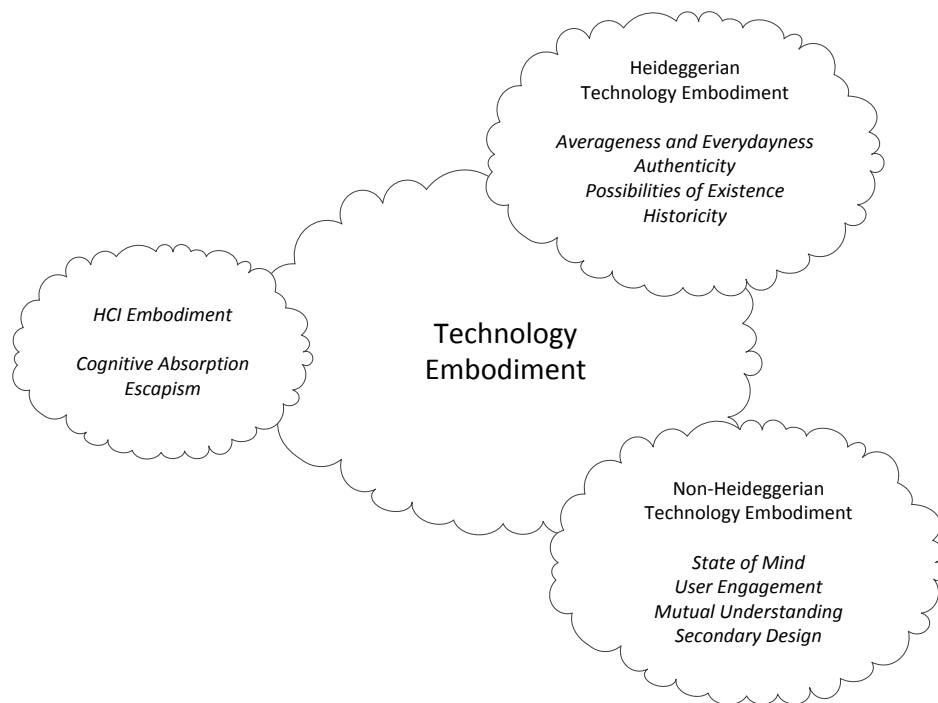 Heideggerian
Technology Embodiment
Averageness and Everydayness
Authenticity
Possibilities of Existence
Historicity
HCI Embodiment
Cognitive Absorption
Escapism
Technology
Embodiment
Non-Heideggerian
Technology Embodiment
State of Mind
User Engagement
Mutual Understanding
Secondary Design